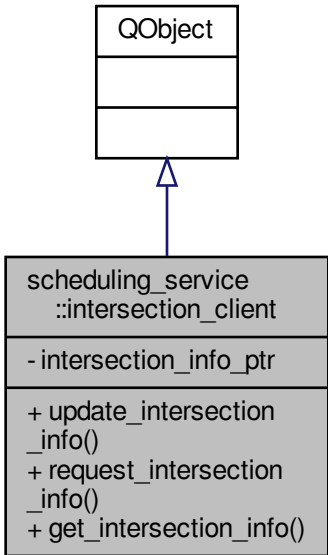 QObject
scheduling_service
::intersection_client
- intersection_info_ptr
+ update_intersection
_info()
+ request_intersection
_info()
+ get_intersection_info()